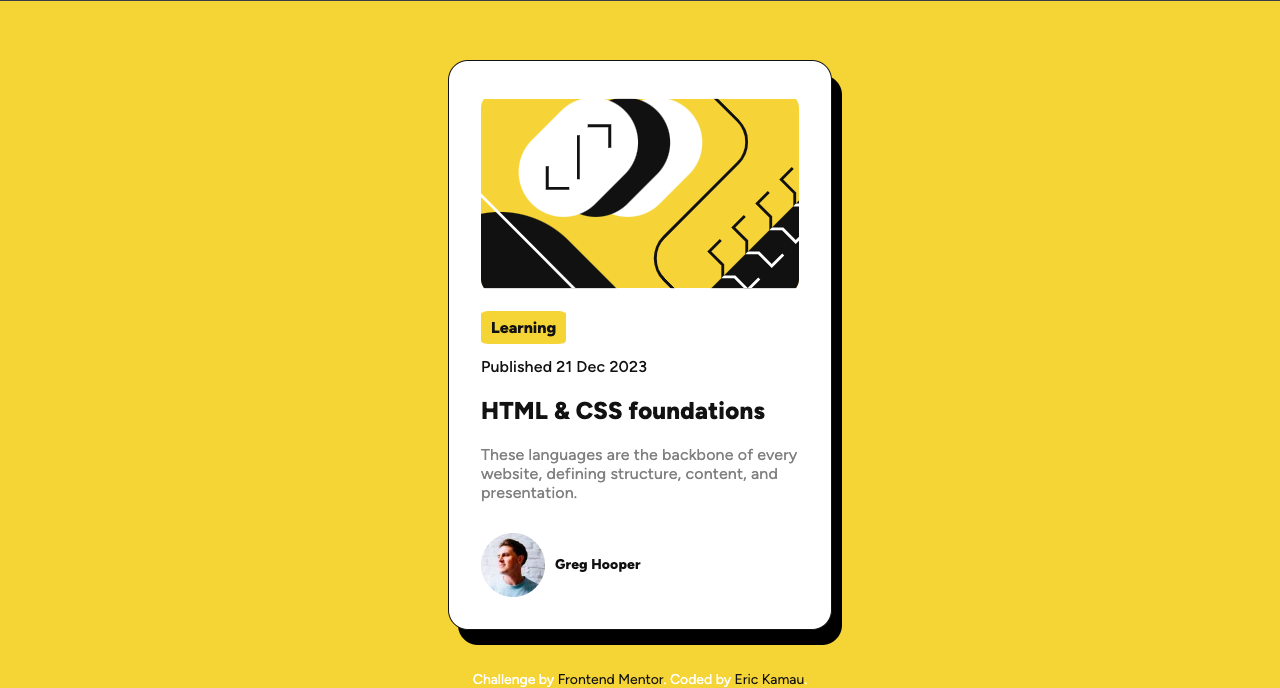 Learning
Published 21 Dec 2023
HTML & CSS foundations
These languages are the backbone of every
website, defining structure, content, and
presentation.
Greg Hooper
Challenge by Frontend Mentor. Coded by Eric Kamau